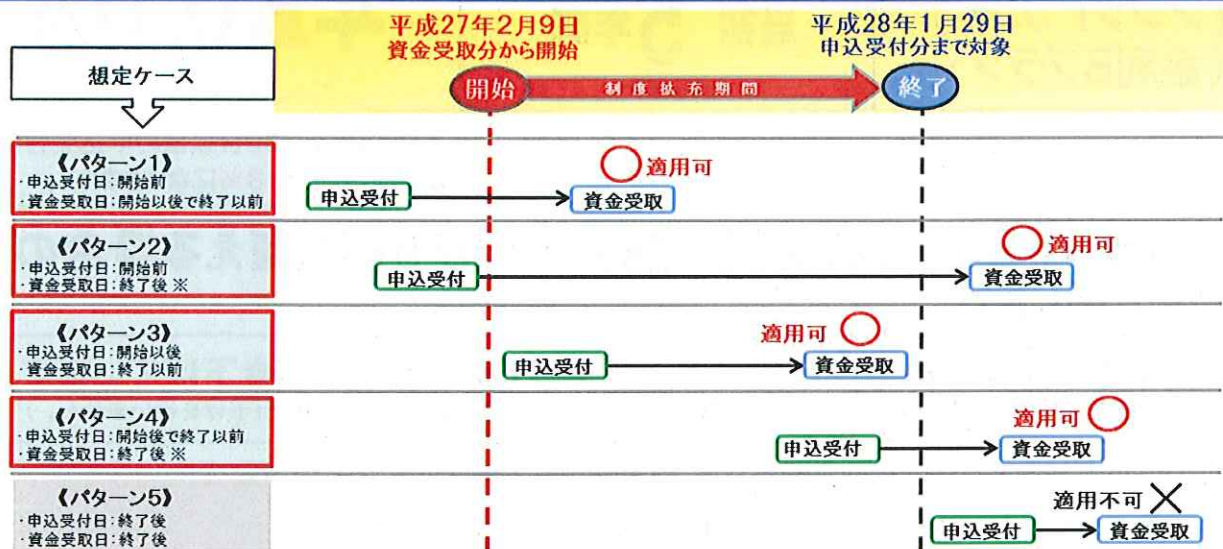 平成27年2月9日
資金受取分から開始
平成28年1月29日
申込受付分まで対象
想定ケース
開始
制度拡充期間
終了
《パターン1》
・申込受付日:開始前
・資金受取日:開始以後で終了以前
申込受付
資金受取
適用可
《パターン2》
・申込受付日:開始前
・資金受取日:終了後 ※
申込受付
資金受取
適用可
《パターン3》
・申込受付日:開始以後
・資金受取日:終了以前
申込受付
資金受取
適用可
《パターン4》
・申込受付日:開始後で終了以前
・資金受取日:終了後 ※
申込受付
資金受取
適用可
《パターン5》
・申込受付日:終了後
・資金受取日:終了後
申込受付
資金受取
適用不可